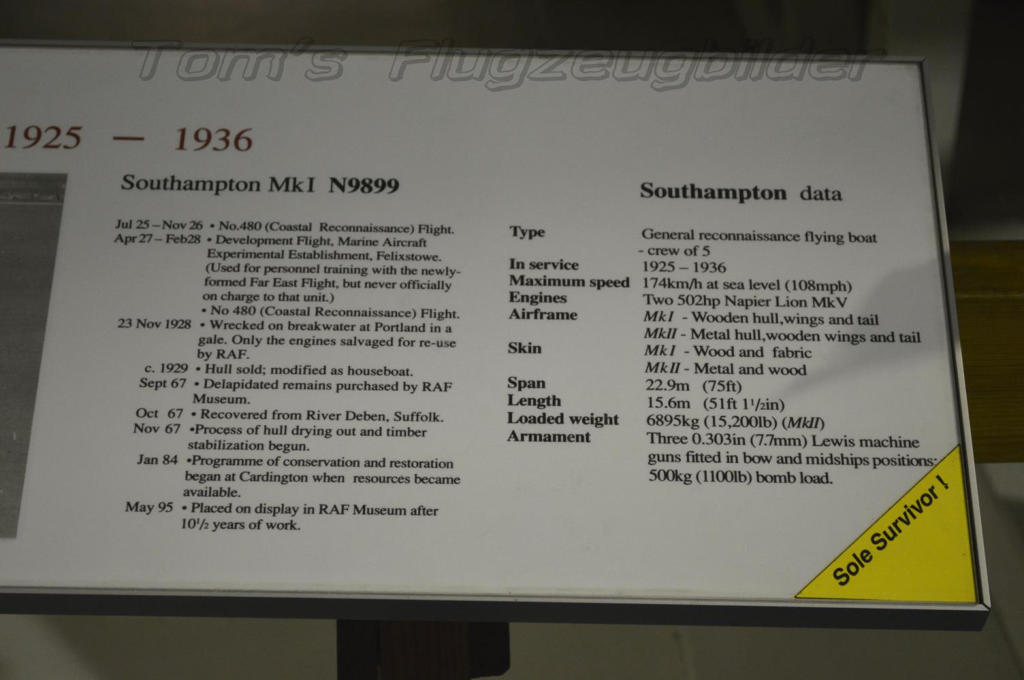 Tom's Flugzeugbilder
1925 — 1936
Southampton MkI N9899
Jul 25 – Nov 26 • No.480 (Coastal Reconnaissance) Flight.
Apr 27 – Feb28 • Development Flight, Marine Aircraft
Experimental Establishment, Felixstowe.
(Used for personnel training with the newly-
formed Far East Flight, but never officially
on charge to that unit.)
• No 480 (Coastal Reconnaissance) Flight.
23 Nov 1928 • Wrecked on breakwater at Portland in a
gale. Only the engines salvaged for re-use
by RAF.
c. 1929 • Hull sold; modified as houseboat.
Sept 67 • Delapidated remains purchased by RAF
Museum.
Oct 67 • Recovered from River Deben, Suffolk.
Nov 67 •Process of hull drying out and timber
stabilization begun.
Jan 84 •Programme of conservation and restoration
began at Cardington when resources became
available.
May 95 • Placed on display in RAF Museum after
10½ years of work.
Southampton data
Type General reconnaissance flying boat
- crew of 5
In service 1925 – 1936
Maximum speed 174km/h at sea level (108mph)
Engines Two 502hp Napier Lion MkV
Airframe MkI - Wooden hull,wings and tail
MkII - Metal hull,wooden wings and tail
Skin MkI - Wood and fabric
MkII - Metal and wood
Span 22.9m (75ft)
Length 15.6m (51ft 1½in)
Loaded weight 6895kg (15,200lb) (MkII)
Armament Three 0.303in (7.7mm) Lewis machine
guns fitted in bow and midships positions;
500kg (1100lb) bomb load.
Sole Survivor !